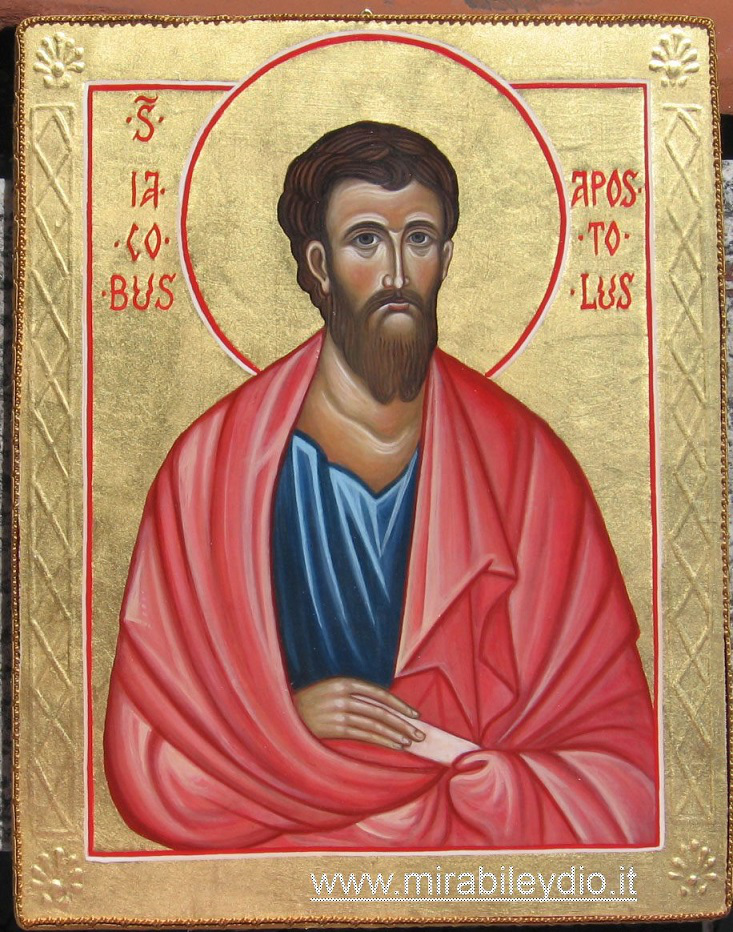 ·S̃·
IA·
·CO·
·BUS
APOS·
·TO·
·LUS
www.mirabileydio.it